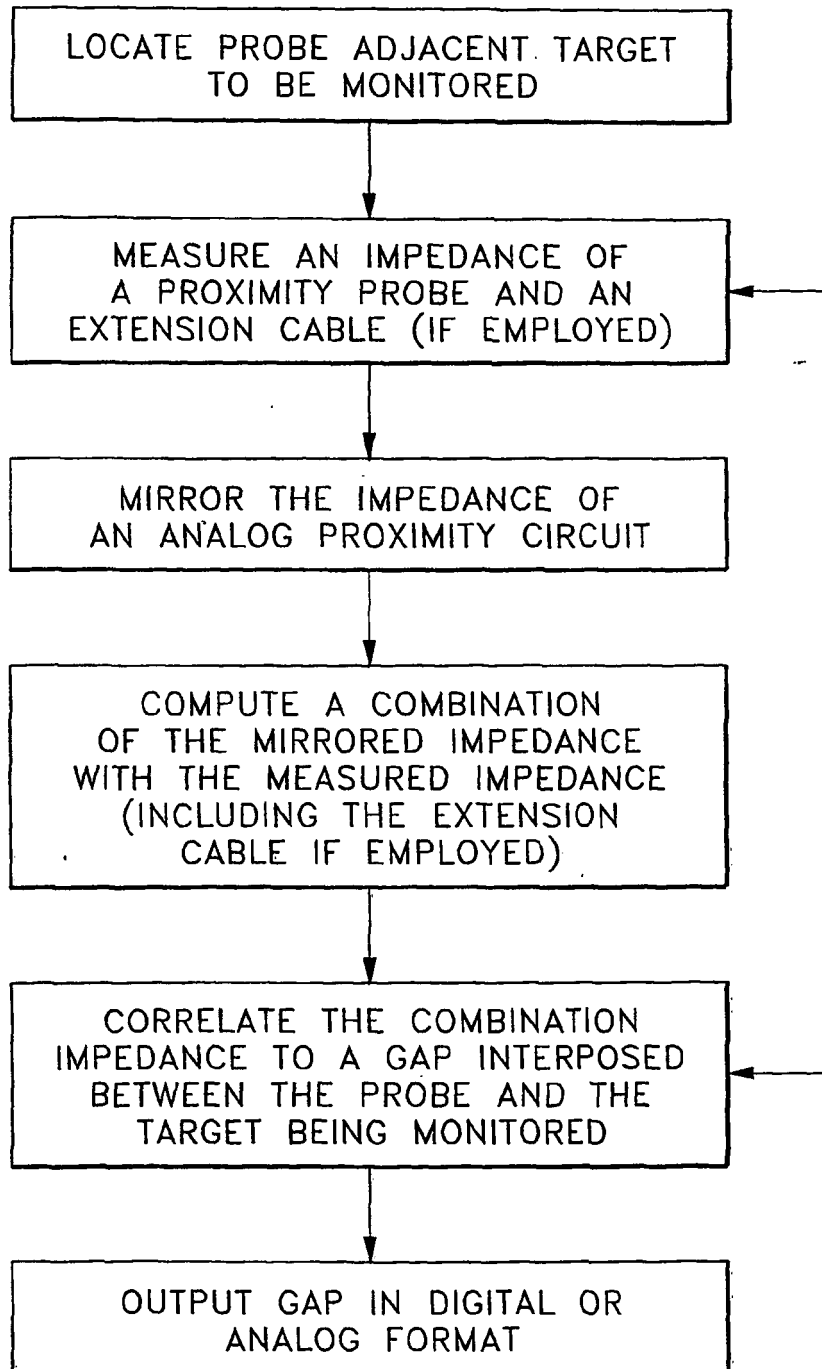 LOCATE PROBE ADJACENT TARGET
TO BE MONITORED
MEASURE AN IMPEDANCE OF
A PROXIMITY PROBE AND AN
EXTENSION CABLE (IF EMPLOYED)
MIRROR THE IMPEDANCE OF
AN ANALOG PROXIMITY CIRCUIT
COMPUTE A COMBINATION
OF THE MIRRORED IMPEDANCE
WITH THE MEASURED IMPEDANCE
(INCLUDING THE EXTENSION
CABLE IF EMPLOYED)
CORRELATE THE COMBINATION
IMPEDANCE TO A GAP INTERPOSED
BETWEEN THE PROBE AND THE
TARGET BEING MONITORED
OUTPUT GAP IN DIGITAL OR
ANALOG FORMAT